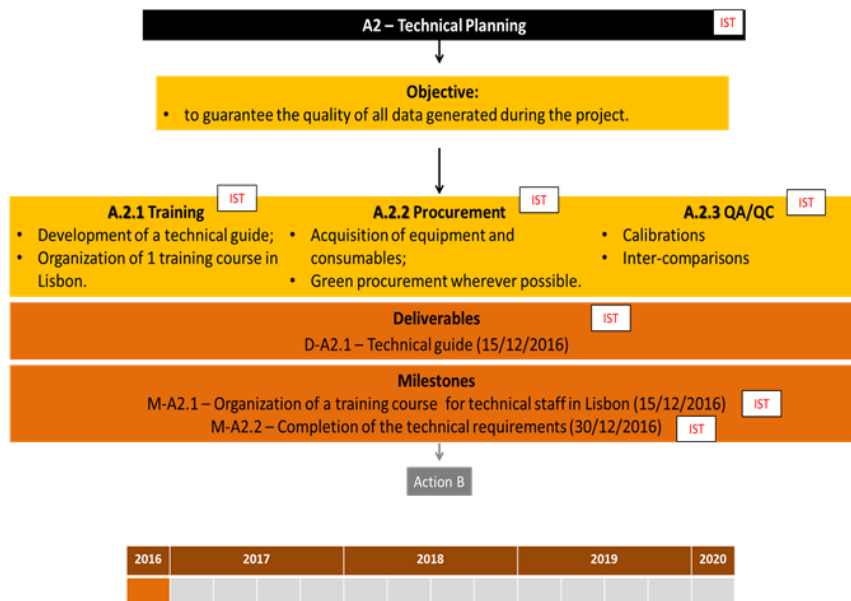 A2 – Technical Planning
IST
Objective:
• to guarantee the quality of all data generated during the project.
A.2.1 Training
IST
• Development of a technical guide;
• Organization of 1 training course in
Lisbon.
A.2.2 Procurement
IST
• Acquisition of equipment and
consumables;
• Green procurement wherever possible.
A.2.3 QA/QC
IST
• Calibrations
• Inter-comparisons
Deliverables
IST
D-A2.1 – Technical guide (15/12/2016)
Milestones
M-A2.1 – Organization of a training course for technical staff in Lisbon (15/12/2016)
IST
M-A2.2 – Completion of the technical requirements (30/12/2016)
IST
Action B
2016 2017 2018 2019 2020